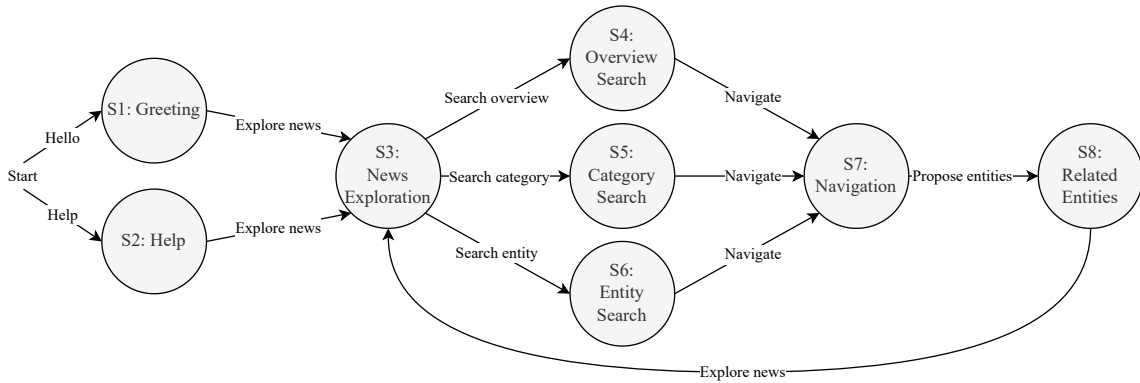 Start
Hello
Help
S1: Greeting
S2: Help
Explore news
Explore news
S3:
News
Exploration
Search overview
Search category
Search entity
S4:
Overview
Search
S5:
Category
Search
S6:
Entity
Search
Navigate
Navigate
Navigate
S7:
Navigation
Propose entities
S8:
Related
Entities
Explore news